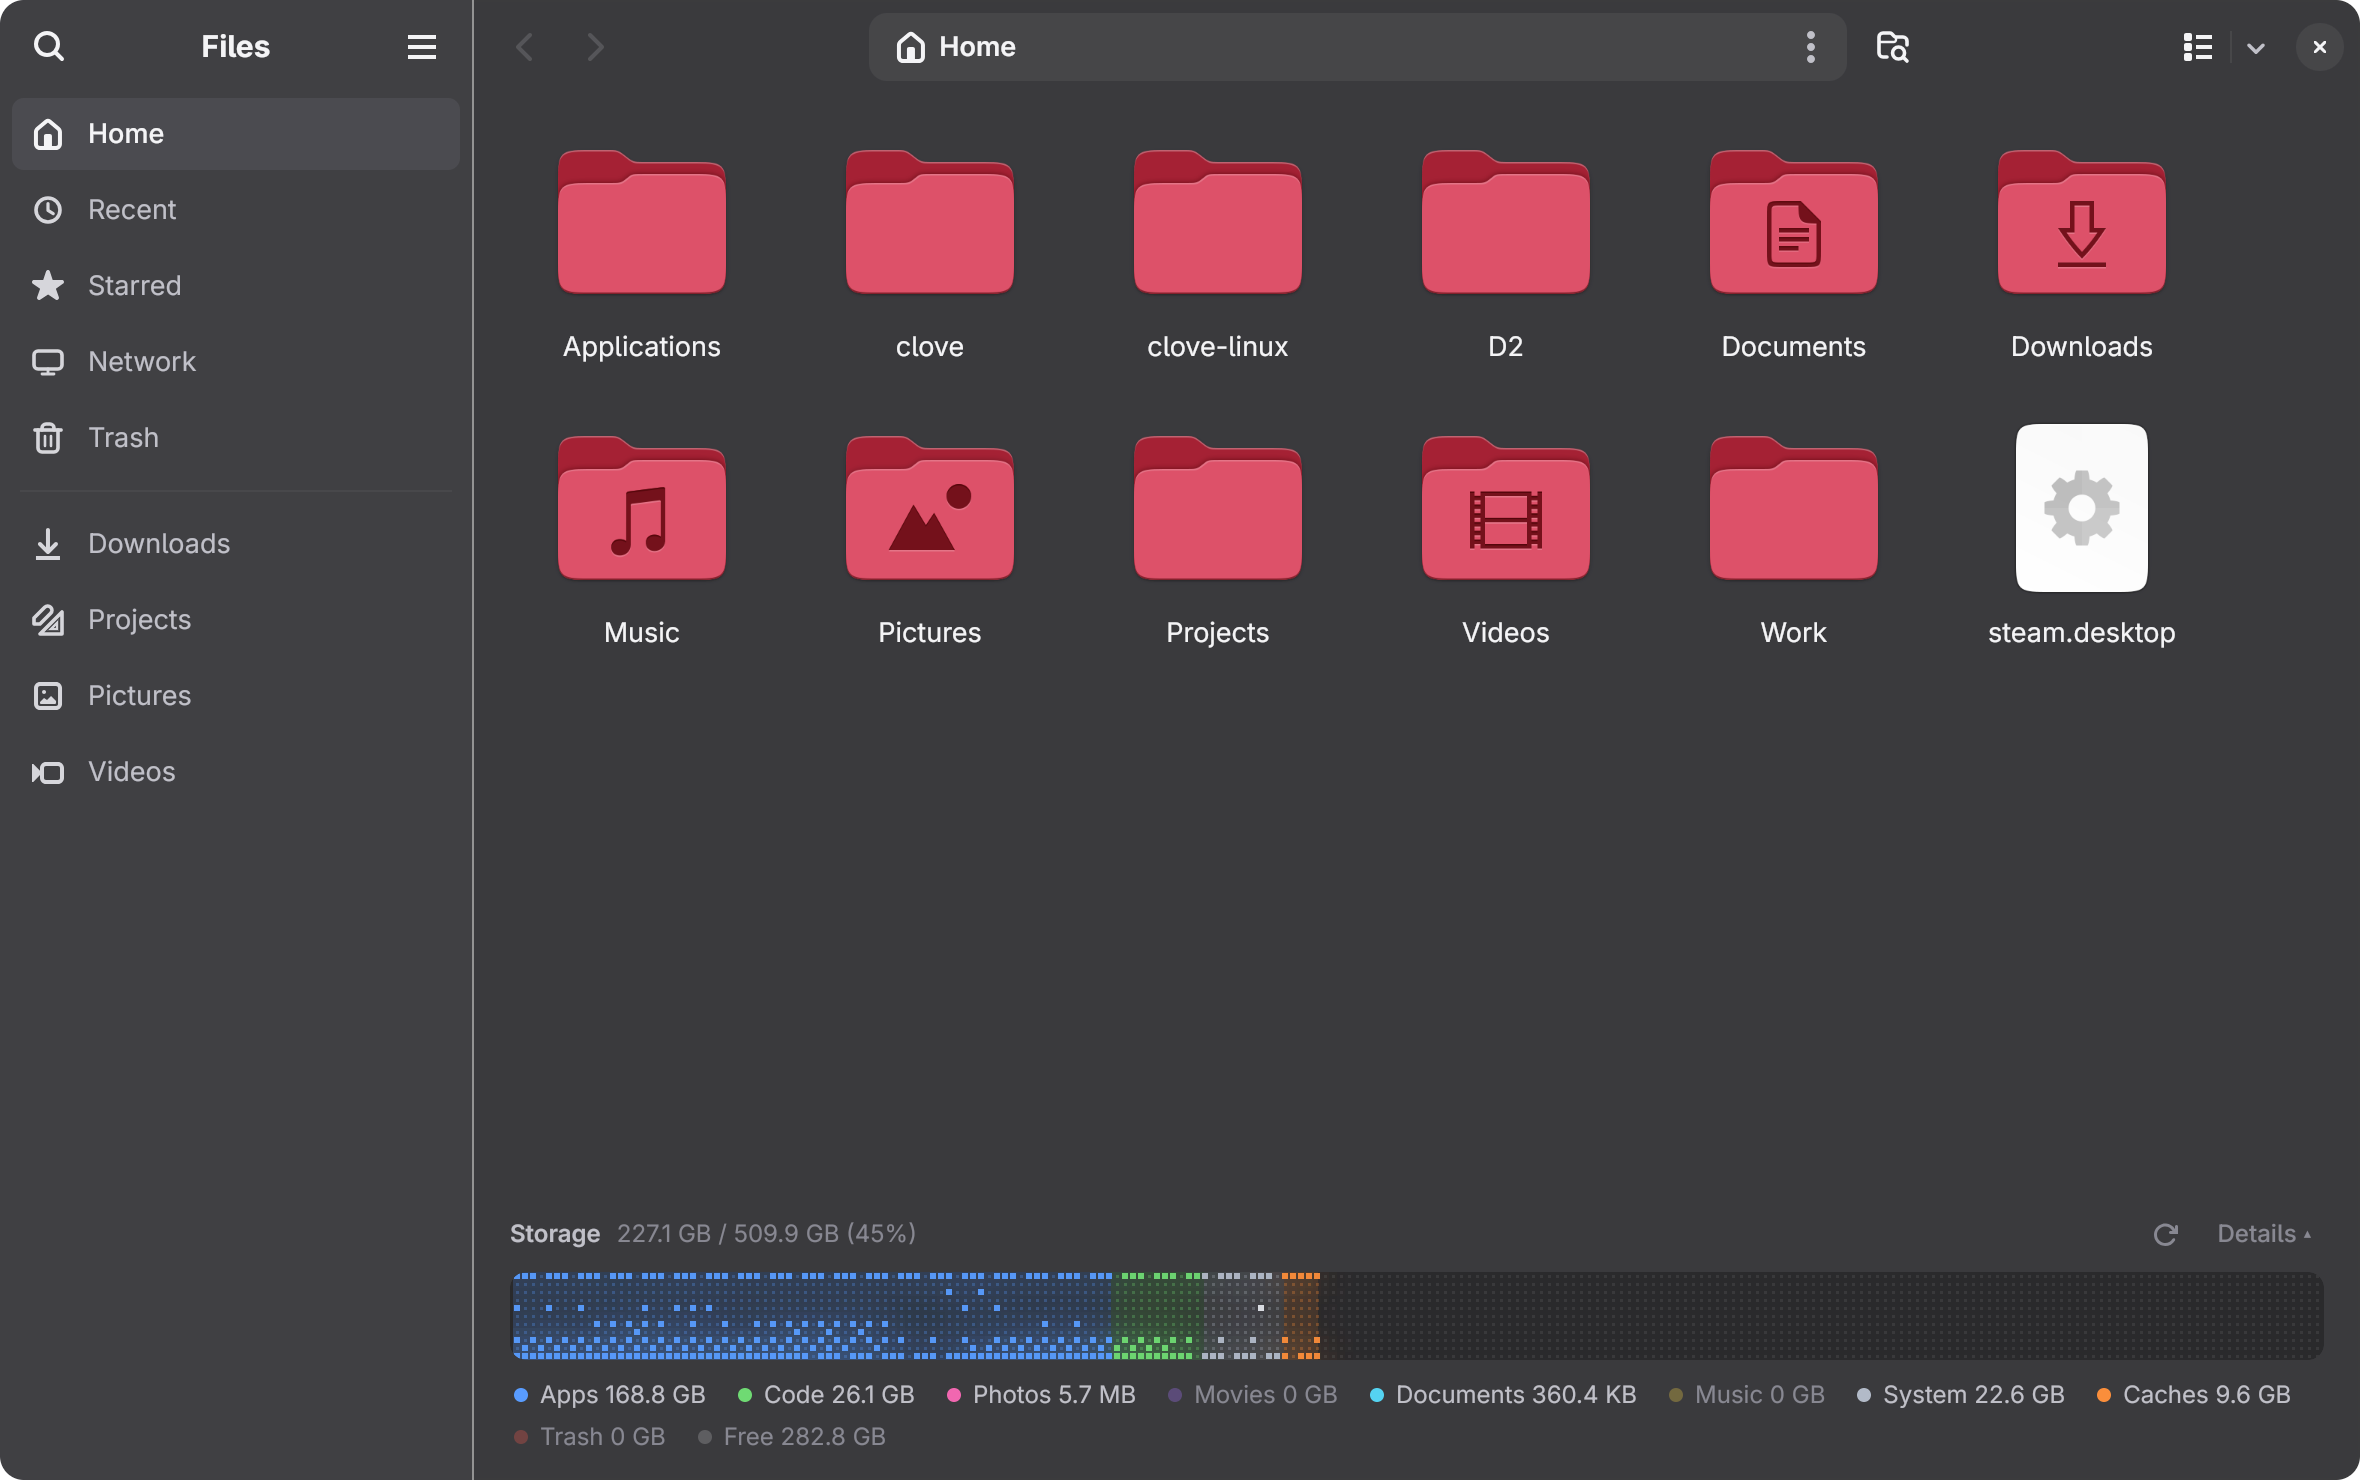 Files
Home
Home
Recent
Starred
Network
Trash
Downloads
Projects
Pictures
Videos
Applications
clove
clove-linux
D2
Documents
Downloads
Music
Pictures
Projects
Videos
Work
steam.desktop
Storage 227.1 GB / 509.9 GB (45%)
Details
Apps 168.8 GB Code 26.1 GB Photos 5.7 MB Movies 0 GB Documents 360.4 KB Music 0 GB System 22.6 GB Caches 9.6 GB
Trash 0 GB Free 282.8 GB